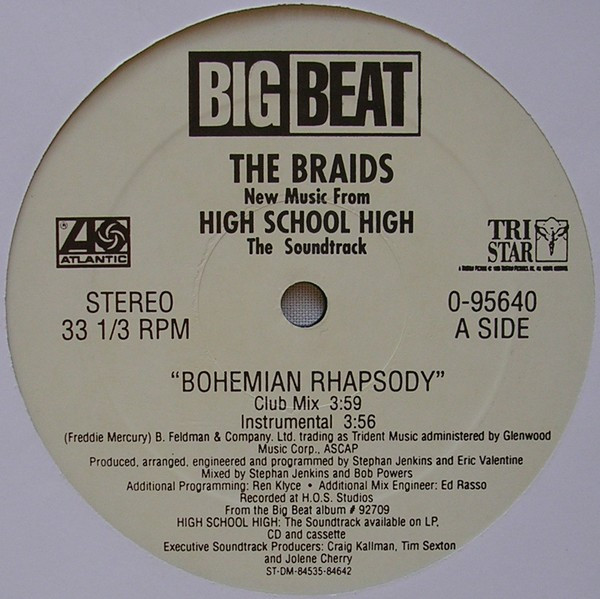 BIG BEAT
THE BRAIDS
New Music From
HIGH SCHOOL HIGH
The Soundtrack
ATLANTIC
TRI
STAR
STEREO
33 1/3 RPM
0-95640
A SIDE
"BOHEMIAN RHAPSODY"
Club Mix 3:59
Instrumental 3:56
(Freddie Mercury) B. Feldman & Company. Ltd. trading as Trident Music administered by Glenwood
Music Corp., ASCAP
Produced, arranged, engineered and programmed by Stephan Jenkins and Eric Valentine
Mixed by Stephan Jenkins and Bob Powers
Additional Programming: Ren Klyce • Additional Mix Engineer: Ed Rasso
Recorded at H.O.S. Studios
From the Big Beat album # 92709
HIGH SCHOOL HIGH: The Soundtrack available on LP,
CD and cassette
Executive Soundtrack Producers: Craig Kallman, Tim Sexton
and Jolene Cherry
ST-DM-84535-84642